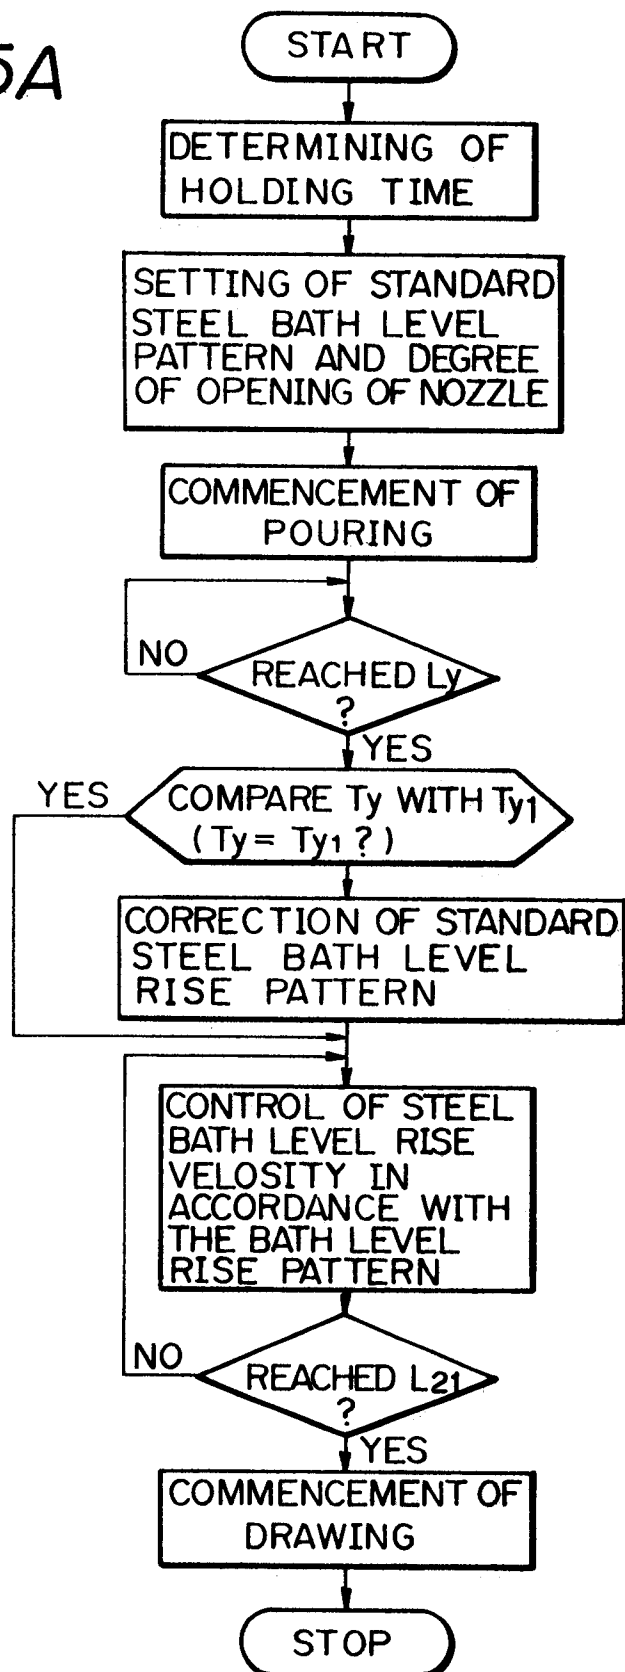 5A
START
DETERMINING OF
HOLDING TIME
SETTING OF STANDARD
STEEL BATH LEVEL
PATTERN AND DEGREE
OF OPENING OF NOZZLE
COMMENCEMENT OF
POURING
NO
REACHED Ly
?
YES
YES
COMPARE Ty WITH Ty1
(Ty = Ty1 ?)
CORRECTION OF STANDARD
STEEL BATH LEVEL
RISE PATTERN
CONTROL OF STEEL
BATH LEVEL RISE
VELOSITY IN
ACCORDANCE WITH
THE BATH LEVEL
RISE PATTERN
NO
REACHED L21
?
YES
COMMENCEMENT OF
DRAWING
STOP